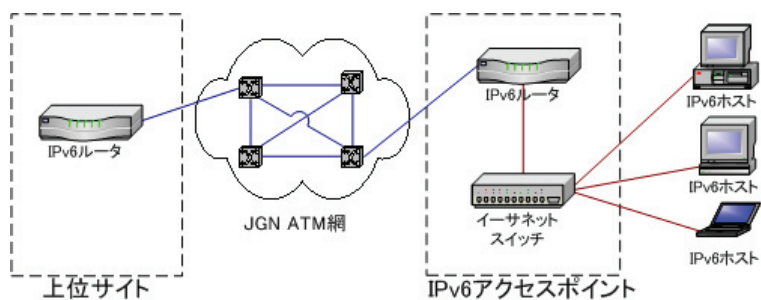 IPv6ルータ
上位サイト
JGN ATM網
IPv6ルータ
イーサネット
スイッチ
IPv6アクセスポイント
IPv6ホスト
IPv6ホスト
IPv6ホスト